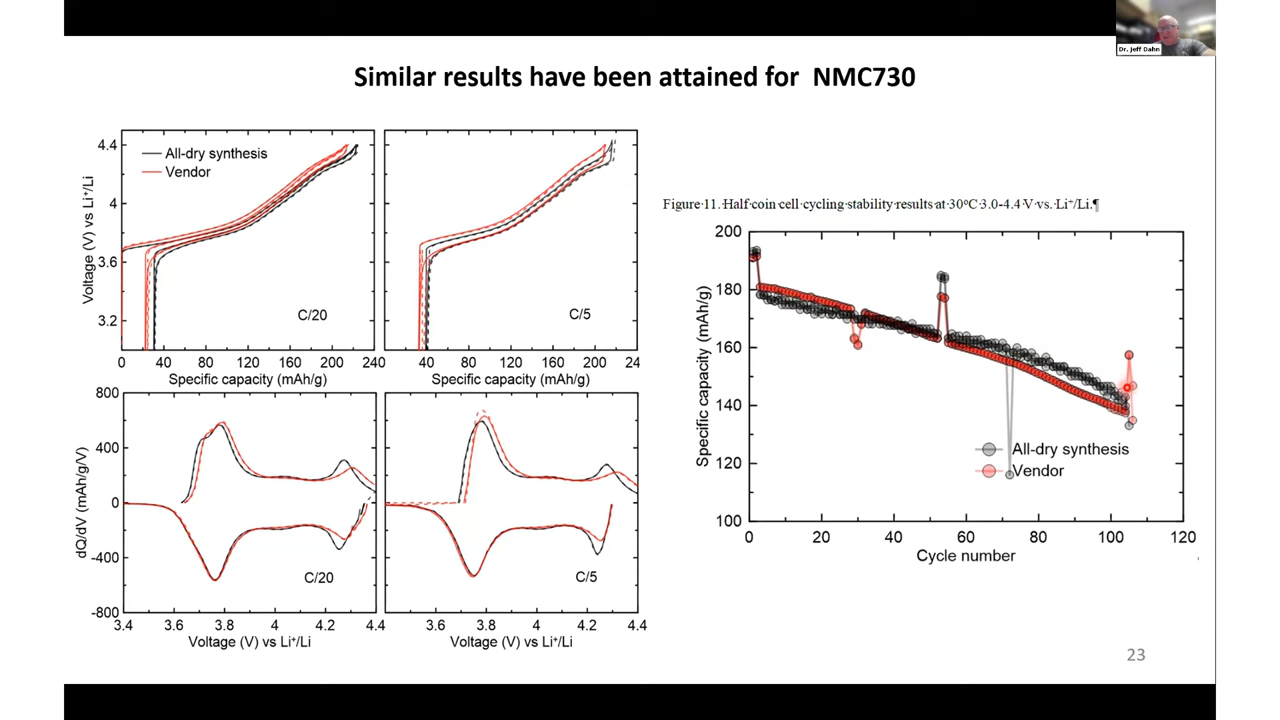 Dr. Jeff Dahn
Similar results have been attained for NMC730
4.4
4
3.6
3.2
Voltage (V) vs Li⁺/Li
All-dry synthesis
Vendor
C/20
0 40 80 120 160 200 24
Specific capacity (mAh/g)
C/5
40 80 120 160 200 24
Specific capacity (mAh/g)
800
400
0
-400
-800
dQ/dV (mAh/g/V)
C/20
3.4 3.6 3.8 4 4.2 4.4
Voltage (V) vs Li⁺/Li
C/5
3.6 3.8 4 4.2 4.4
Voltage (V) vs Li⁺/Li
Figure·11.·Half·coin·cell·cycling·stability·results·at·30°C·3.0-4.4·V·vs.·Li⁺/Li.¶
200
180
160
140
120
100
Specific capacity (mAh/g)
All-dry synthesis
Vendor
0 20 40 60 80 100 120
Cycle number
23